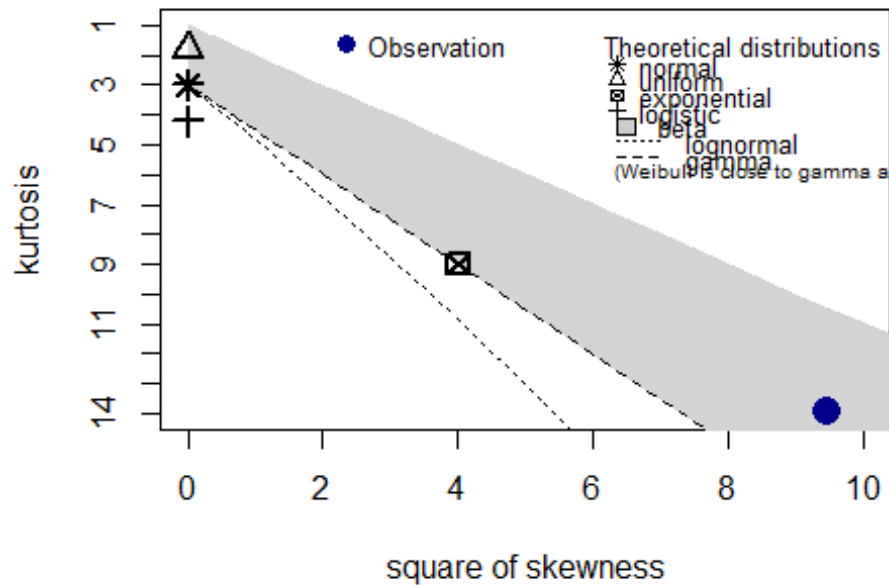 Observation
Theoretical distributions
normal
uniform
exponential
logistic
beta
lognormal
gamma
(Weibull is close to gamma a
kurtosis
1
3
5
7
9
11
14
0 2 4 6 8 10
square of skewness